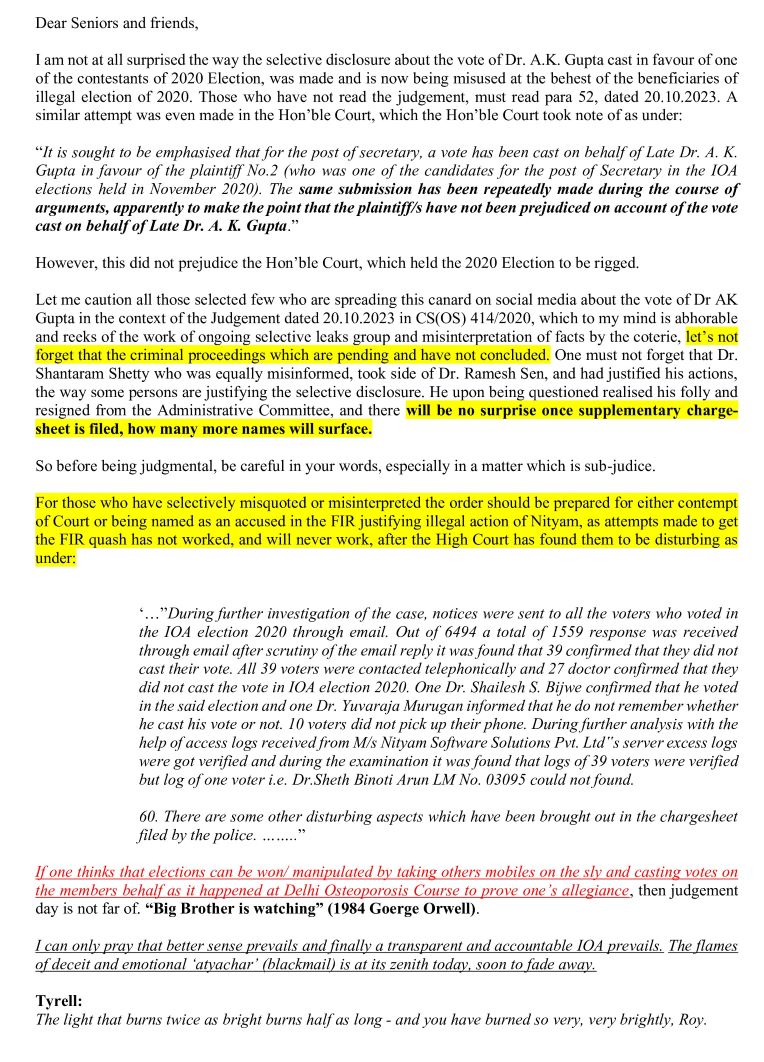 Dear Seniors and friends,
I am not at all surprised the way the selective disclosure about the vote of Dr. A.K. Gupta cast in favour of one
of the contestants of 2020 Election, was made and is now being misused at the behest of the beneficiaries of
illegal election of 2020. Those who have not read the judgement, must read para 52, dated 20.10.2023. A
similar attempt was even made in the Hon'ble Court, which the Hon'ble Court took note of as under:
“It is sought to be emphasised that for the post of secretary, a vote has been cast on behalf of Late Dr. A. K.
Gupta in favour of the plaintiff No.2 (who was one of the candidates for the post of Secretary in the IOA
elections held in November 2020). The same submission has been repeatedly made during the course of
arguments, apparently to make the point that the plaintiff/s have not been prejudiced on account of the vote
cast on behalf of Late Dr. A. K. Gupta.”
However, this did not prejudice the Hon'ble Court, which held the 2020 Election to be rigged.
Let me caution all those selected few who are spreading this canard on social media about the vote of Dr AK
Gupta in the context of the Judgement dated 20.10.2023 in CS(OS) 414/2020, which to my mind is abhorable
and reeks of the work of ongoing selective leaks group and misinterpretation of facts by the coterie, let's not
forget that the criminal proceedings which are pending and have not concluded. One must not forget that Dr.
Shantaram Shetty who was equally misinformed, took side of Dr. Ramesh Sen, and had justified his actions,
the way some persons are justifying the selective disclosure. He upon being questioned realised his folly and
resigned from the Administrative Committee, and there will be no surprise once supplementary charge-
sheet is filed, how many more names will surface.
So before being judgmental, be careful in your words, especially in a matter which is sub-judice.
For those who have selectively misquoted or misinterpreted the order should be prepared for either contempt
of Court or being named as an accused in the FIR justifying illegal action of Nityam, as attempts made to get
the FIR quash has not worked, and will never work, after the High Court has found them to be disturbing as
under:
‘…”During further investigation of the case, notices were sent to all the voters who voted in
the IOA election 2020 through email. Out of 6494 a total of 1559 response was received
through email after scrutiny of the email reply it was found that 39 confirmed that they did not
cast their vote. All 39 voters were contacted telephonically and 27 doctor confirmed that they
did not cast the vote in IOA election 2020. One Dr. Shailesh S. Bijwe confirmed that he voted
in the said election and one Dr. Yuvaraja Murugan informed that he do not remember whether
he cast his vote or not. 10 voters did not pick up their phone. During further analysis with the
help of access logs received from M/s Nityam Software Solutions Pvt. Ltd"s server excess logs
were got verified and during the examination it was found that logs of 39 voters were verified
but log of one voter i.e. Dr.Sheth Binoti Arun LM No. 03095 could not found.
60. There are some other disturbing aspects which have been brought out in the chargesheet
filed by the police. ……..”
If one thinks that elections can be won/ manipulated by taking others mobiles on the sly and casting votes on
the members behalf as it happened at Delhi Osteoporosis Course to prove one's allegiance, then judgement
day is not far of. “Big Brother is watching” (1984 Goerge Orwell).
I can only pray that better sense prevails and finally a transparent and accountable IOA prevails. The flames
of deceit and emotional ‘atyachar’ (blackmail) is at its zenith today, soon to fade away.
Tyrell:
The light that burns twice as bright burns half as long - and you have burned so very, very brightly, Roy.